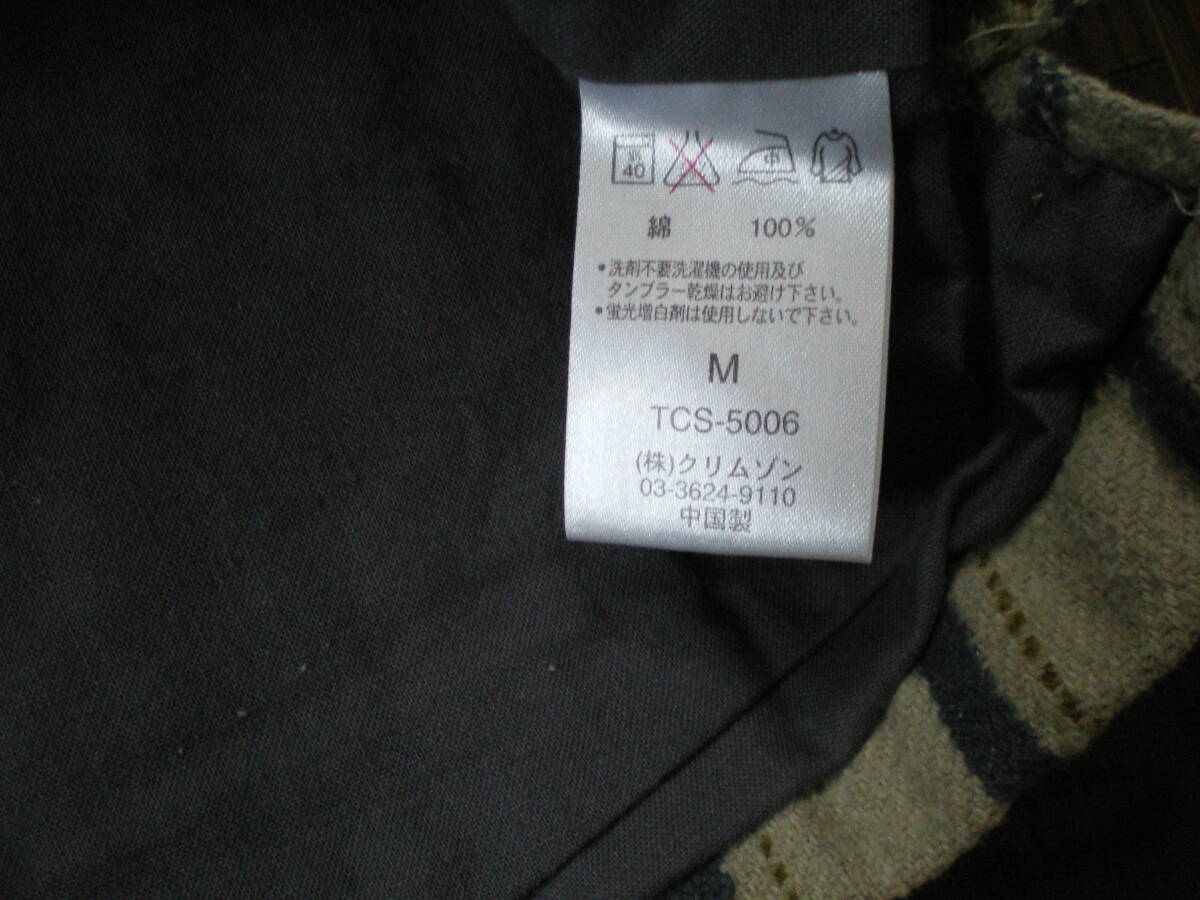 弱
40
中
綿 100%
•洗剤不要洗濯機の使用及び
タンブラー乾燥はお避け下さい。
•蛍光増白剤は使用しないで下さい。
M
TCS-5006
(株)クリムゾン
03-3624-9110
中国製